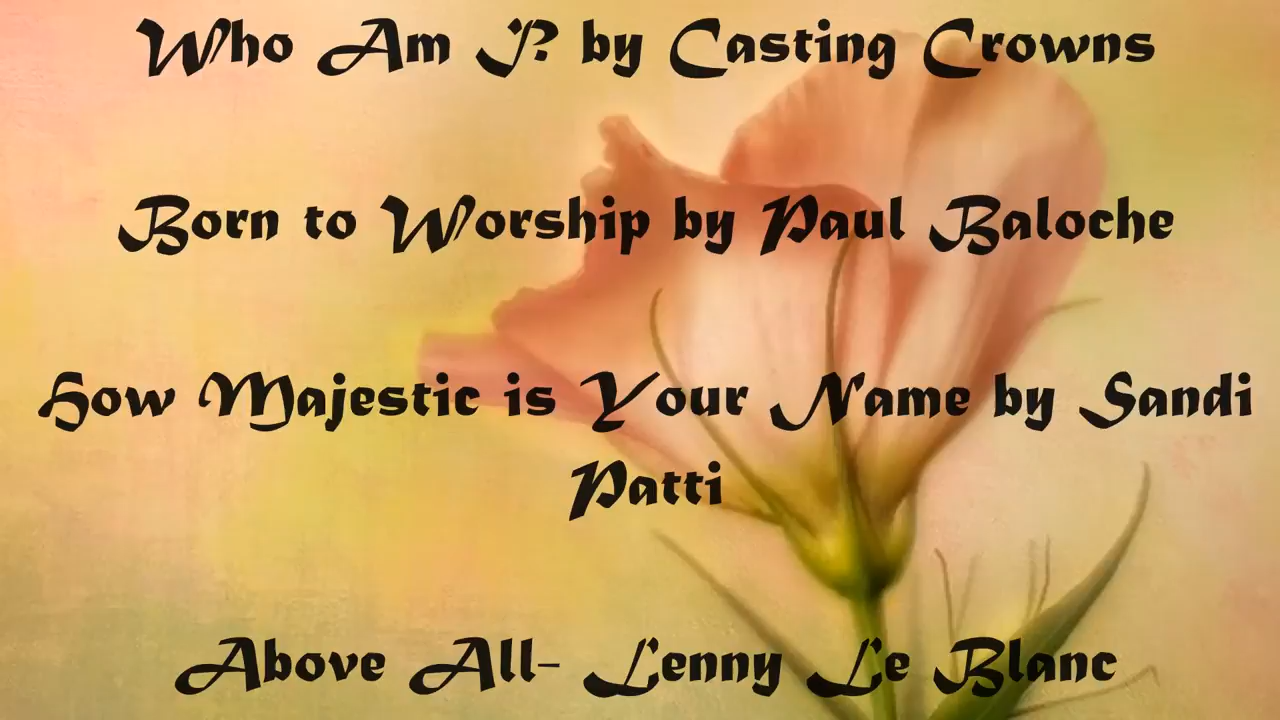 Who Am I? by Casting Crowns
Born to Worship by Paul Baloche
How Majestic is Your Name by Sandi
Patti
Above All- Lenny Le Blanc